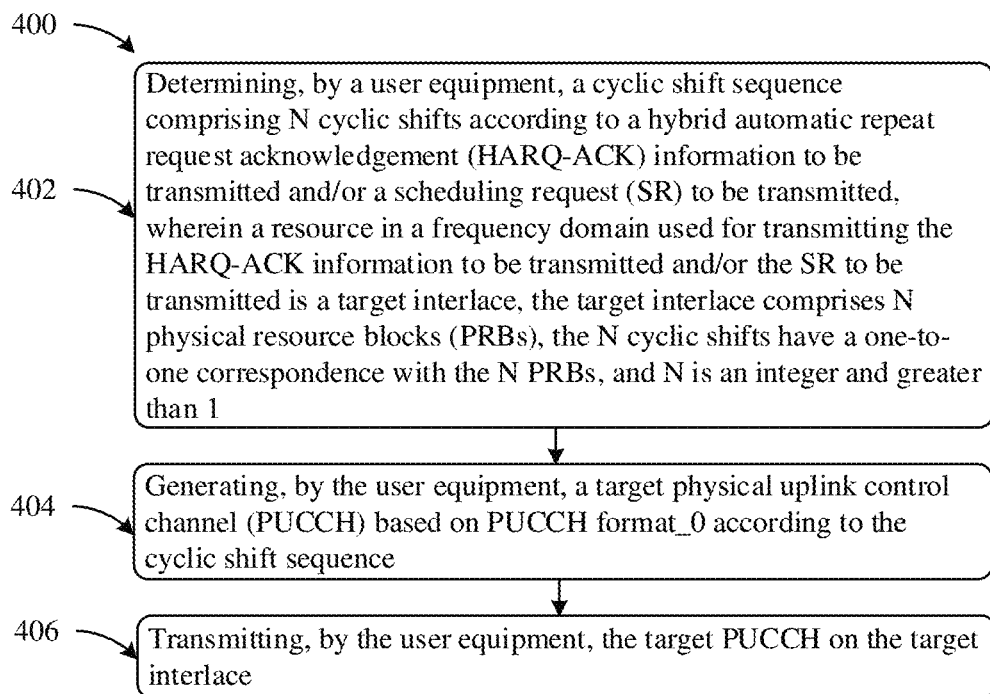 400
Determining, by a user equipment, a cyclic shift sequence
comprising N cyclic shifts according to a hybrid automatic repeat
request acknowledgement (HARQ-ACK) information to be
402
transmitted and/or a scheduling request (SR) to be transmitted,
wherein a resource in a frequency domain used for transmitting the
HARQ-ACK information to be transmitted and/or the SR to be
transmitted is a target interlace, the target interlace comprises N
physical resource blocks (PRBs), the N cyclic shifts have a one-to-
one correspondence with the N PRBs, and N is an integer and greater
than 1
404
Generating, by the user equipment, a target physical uplink control
channel (PUCCH) based on PUCCH format_0 according to the
cyclic shift sequence
406
Transmitting, by the user equipment, the target PUCCH on the target
interlace